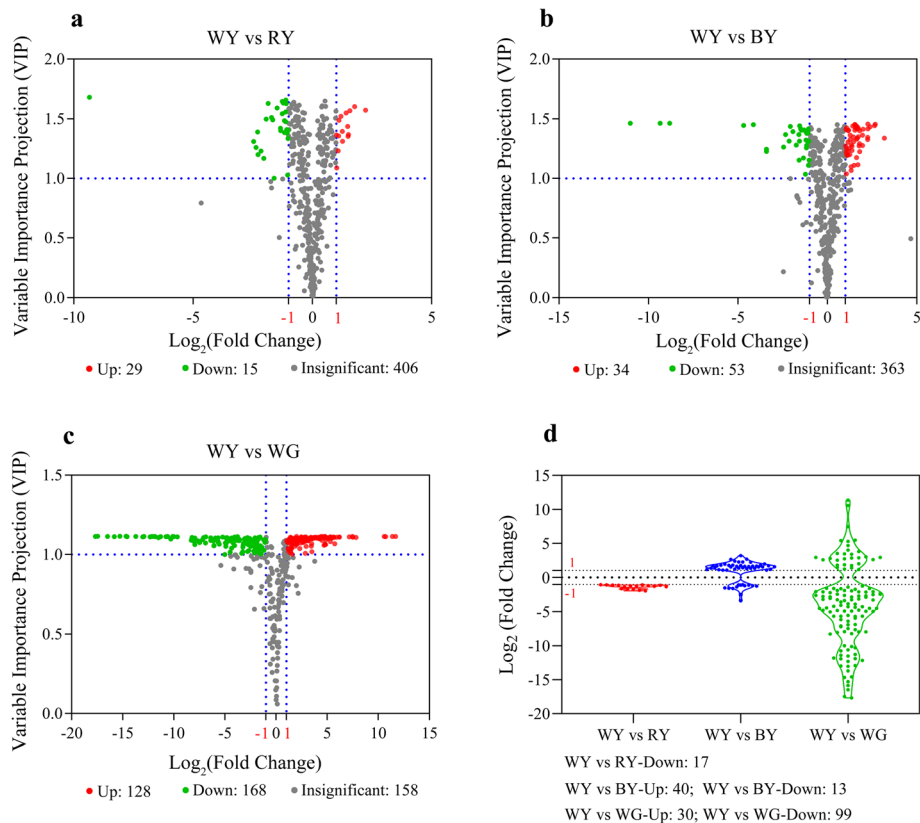 a
WY vs RY
Variable Importance Projection (VIP)
2.0
1.5
1.0
0.5
0.0
-10 -5 -1 0 1 5
Log2(Fold Change)
Up: 29 Down: 15 Insignificant: 406
b
WY vs BY
Variable Importance Projection (VIP)
2.0
1.5
1.0
0.5
0.0
-15 -10 -5 -1 0 1 5
Log2(Fold Change)
Up: 34 Down: 53 Insignificant: 363
c
WY vs WG
Variable Importance Projection (VIP)
1.5
1.0
0.5
0.0
-20 -15 -10 -5 -1 0 1 5 10 15
Log2(Fold Change)
Up: 128 Down: 168 Insignificant: 158
d
Log2 (Fold Change)
15
10
5
1
0
-1
-5
-10
-15
-20
WY vs RY WY vs BY WY vs WG
WY vs RY-Down: 17
WY vs BY-Up: 40; WY vs BY-Down: 13
WY vs WG-Up: 30; WY vs WG-Down: 99